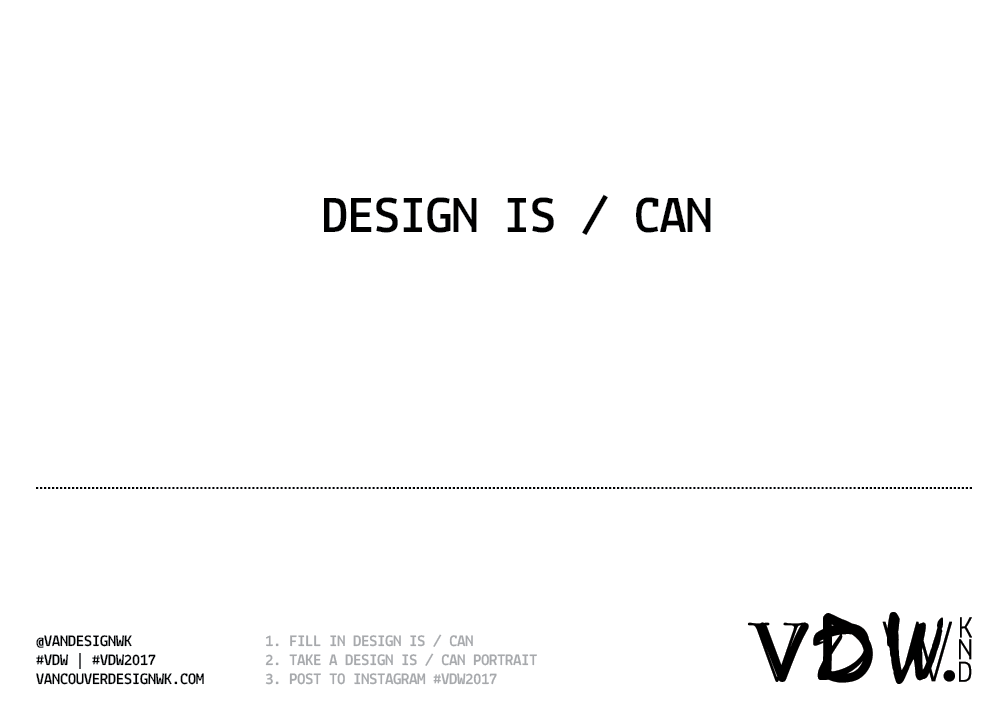 DESIGN IS / CAN
@VANDESIGNWK
#VDW | #VDW2017
VANCOUVERDESIGNWK.COM
1. FILL IN DESIGN IS / CAN
2. TAKE A DESIGN IS / CAN PORTRAIT
3. POST TO INSTAGRAM #VDW2017
VDW.
KND